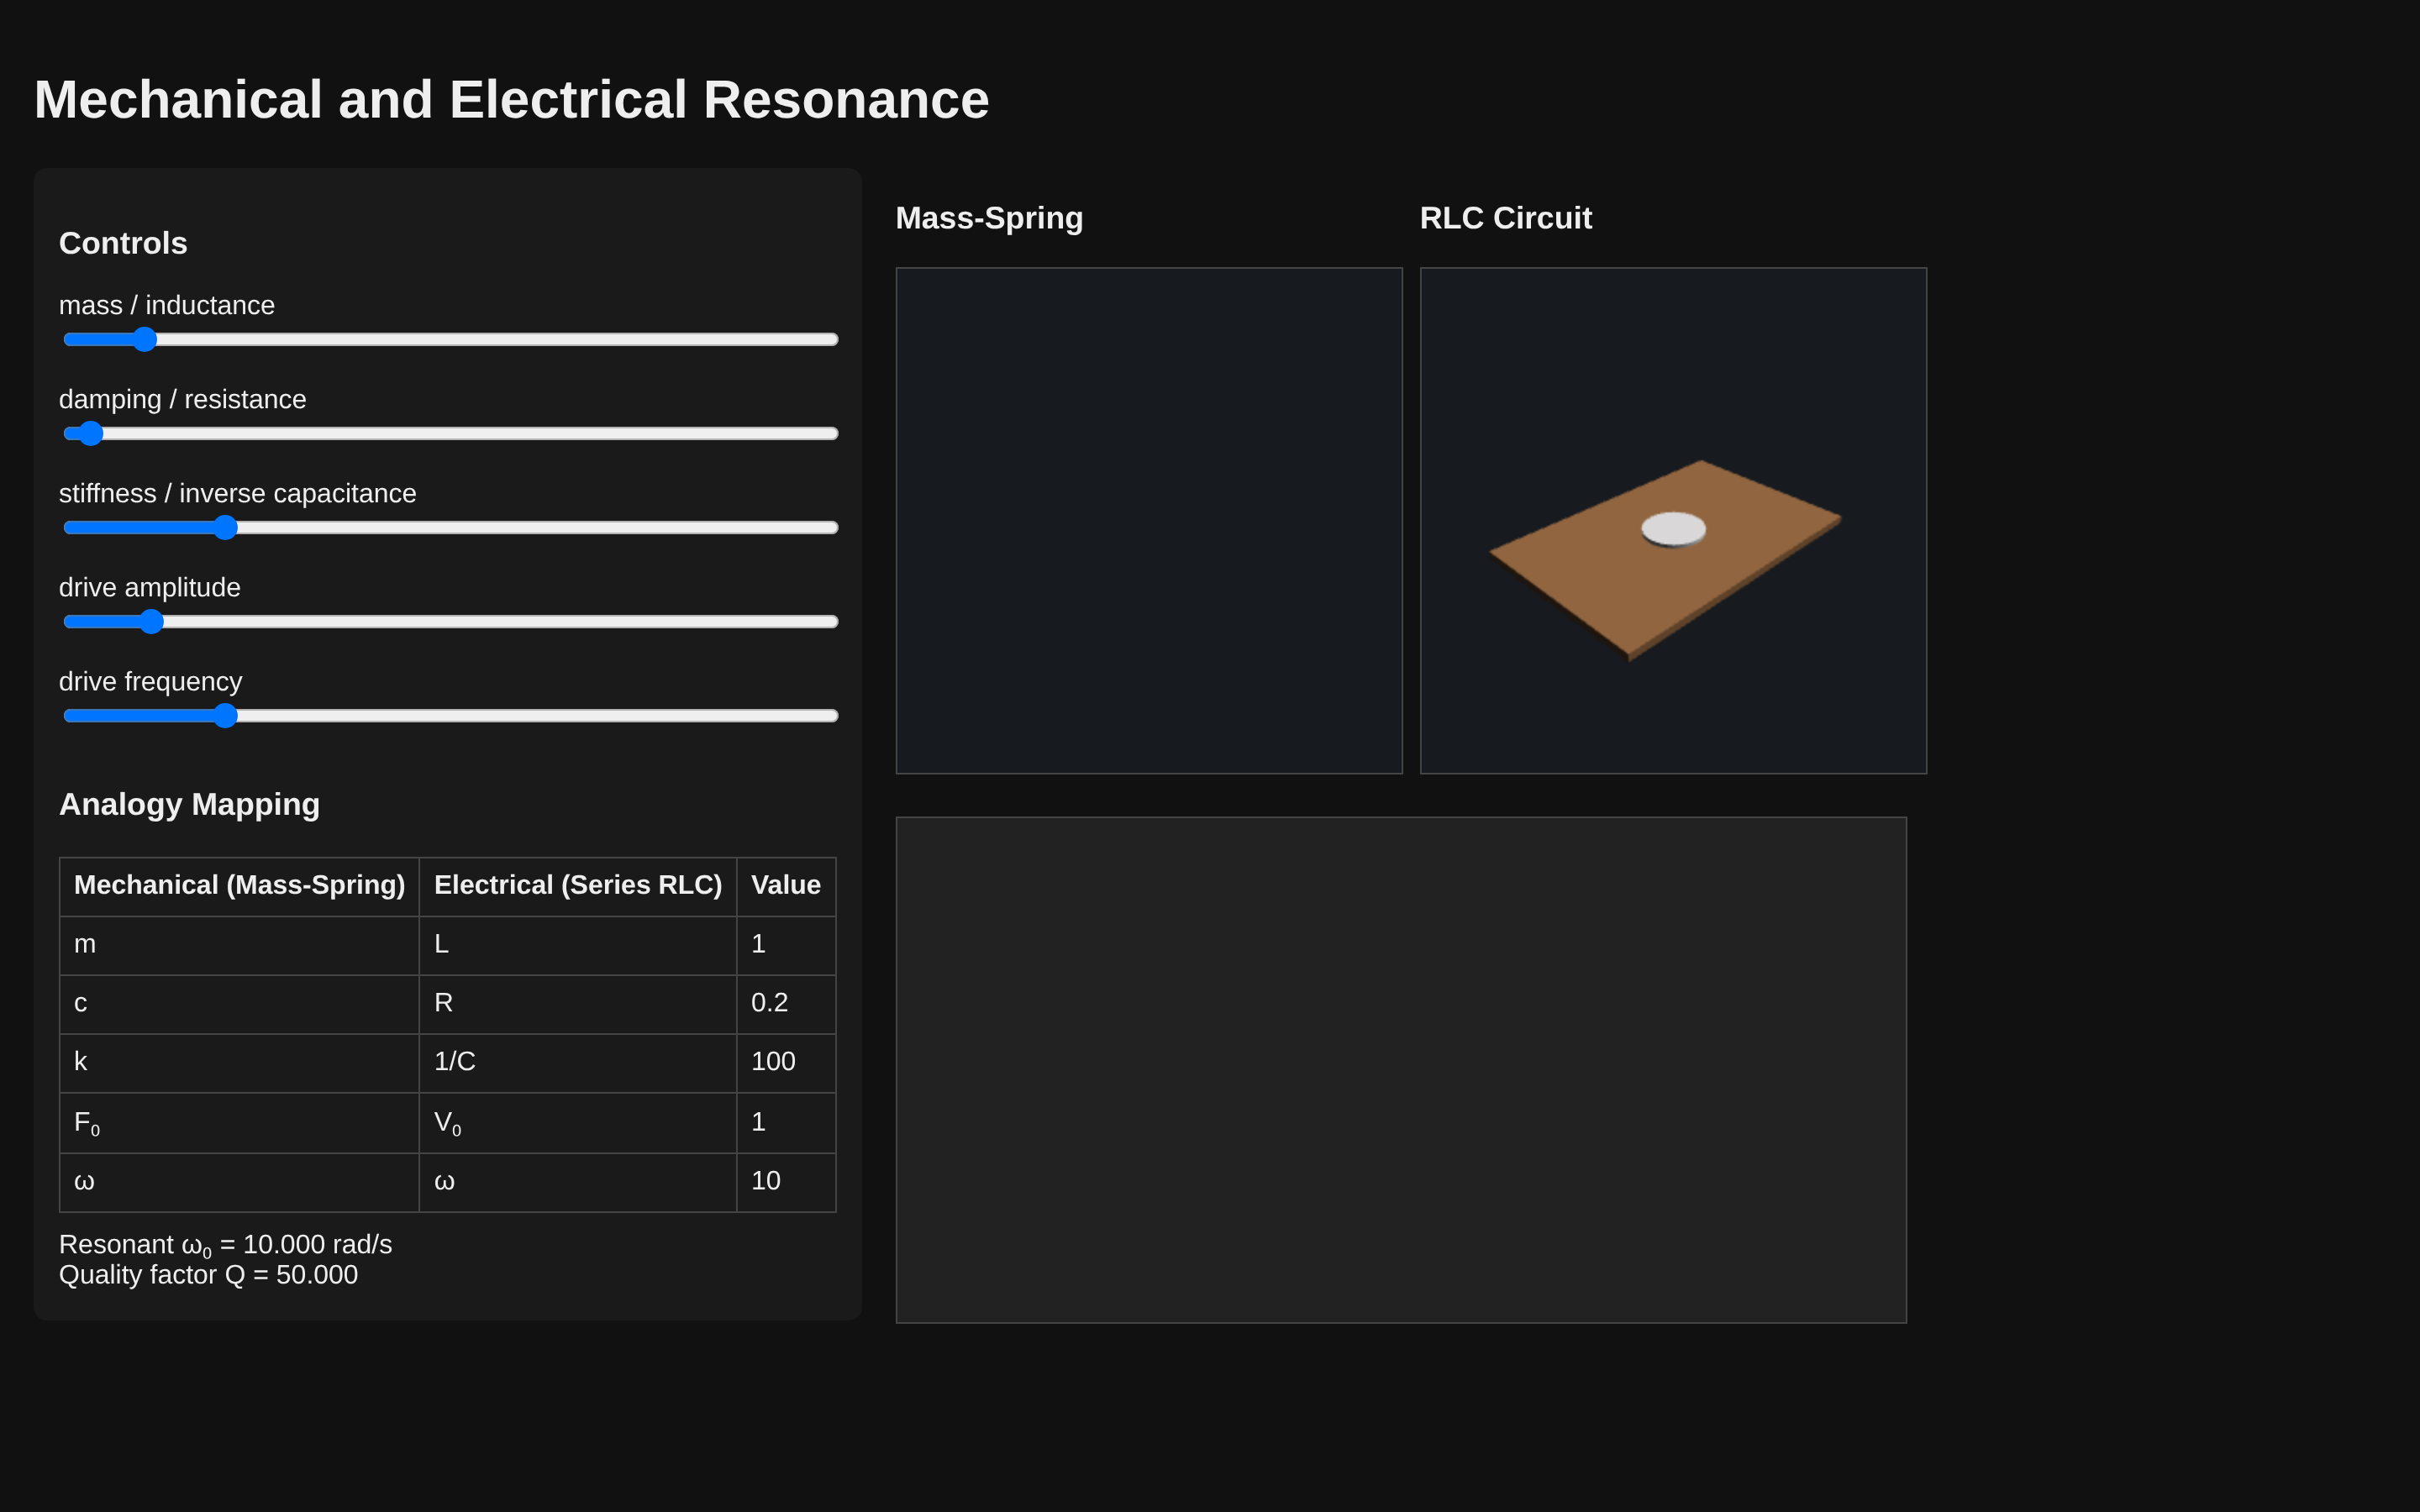 Mechanical and Electrical Resonance
Controls
mass / inductance
damping / resistance
stiffness / inverse capacitance
drive amplitude
drive frequency
Analogy Mapping
Mechanical (Mass-Spring) Electrical (Series RLC) Value
m L 1
c R 0.2
k 1/C 100
F₀ V₀ 1
ω ω 10
Resonant ω₀ = 10.000 rad/s
Quality factor Q = 50.000
Mass-Spring
RLC Circuit